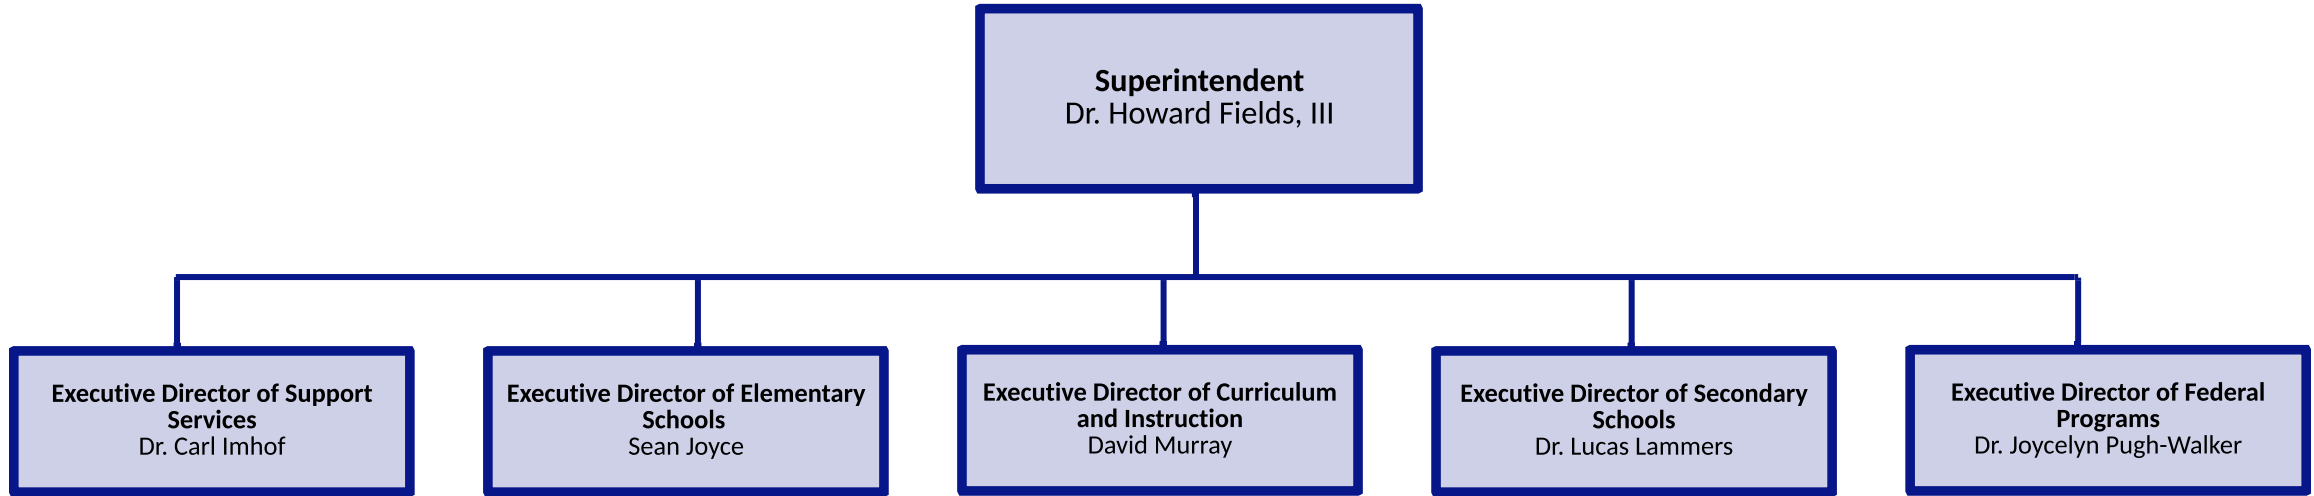 Superintendent
Dr. Howard Fields, III
Executive Director of Support
Services
Dr. Carl Imhof
Executive Director of Elementary
Schools
Sean Joyce
Executive Director of Curriculum
and Instruction
David Murray
Executive Director of Secondary
Schools
Dr. Lucas Lammers
Executive Director of Federal
Programs
Dr. Joycelyn Pugh-Walker